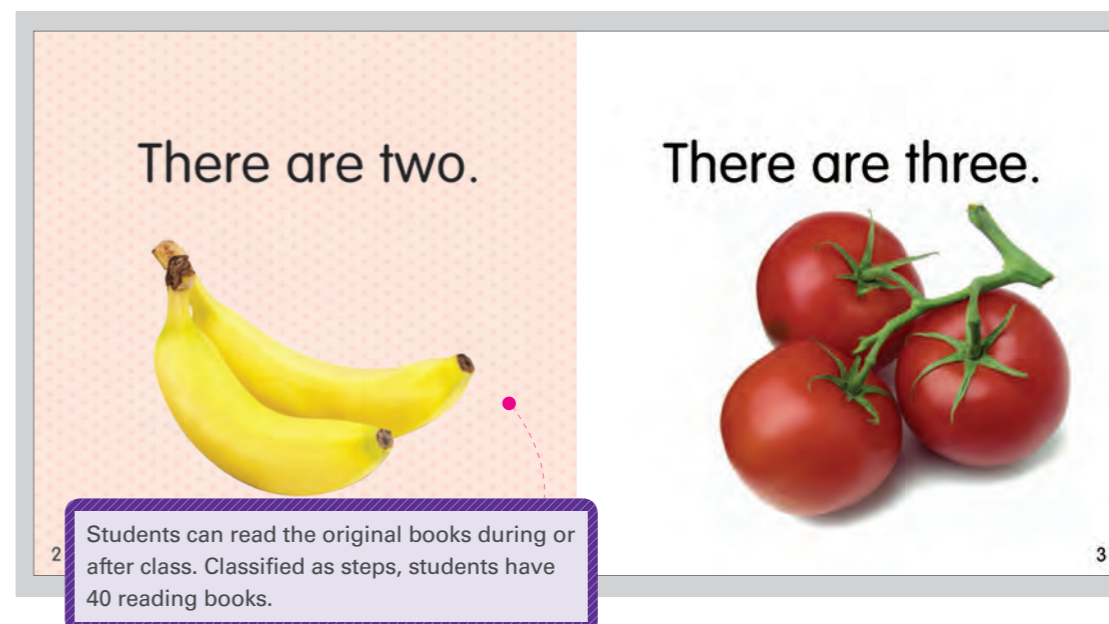 There are two.
There are three.
2
Students can read the original books during or
after class. Classified as steps, students have
40 reading books.
3